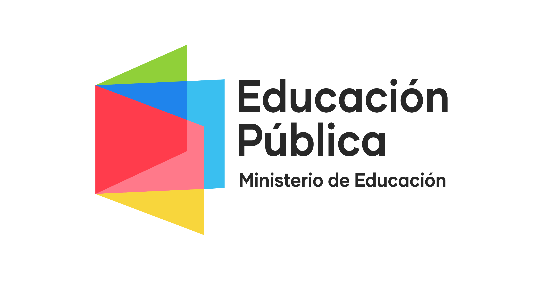 Educación
Pública
Ministerio de Educación